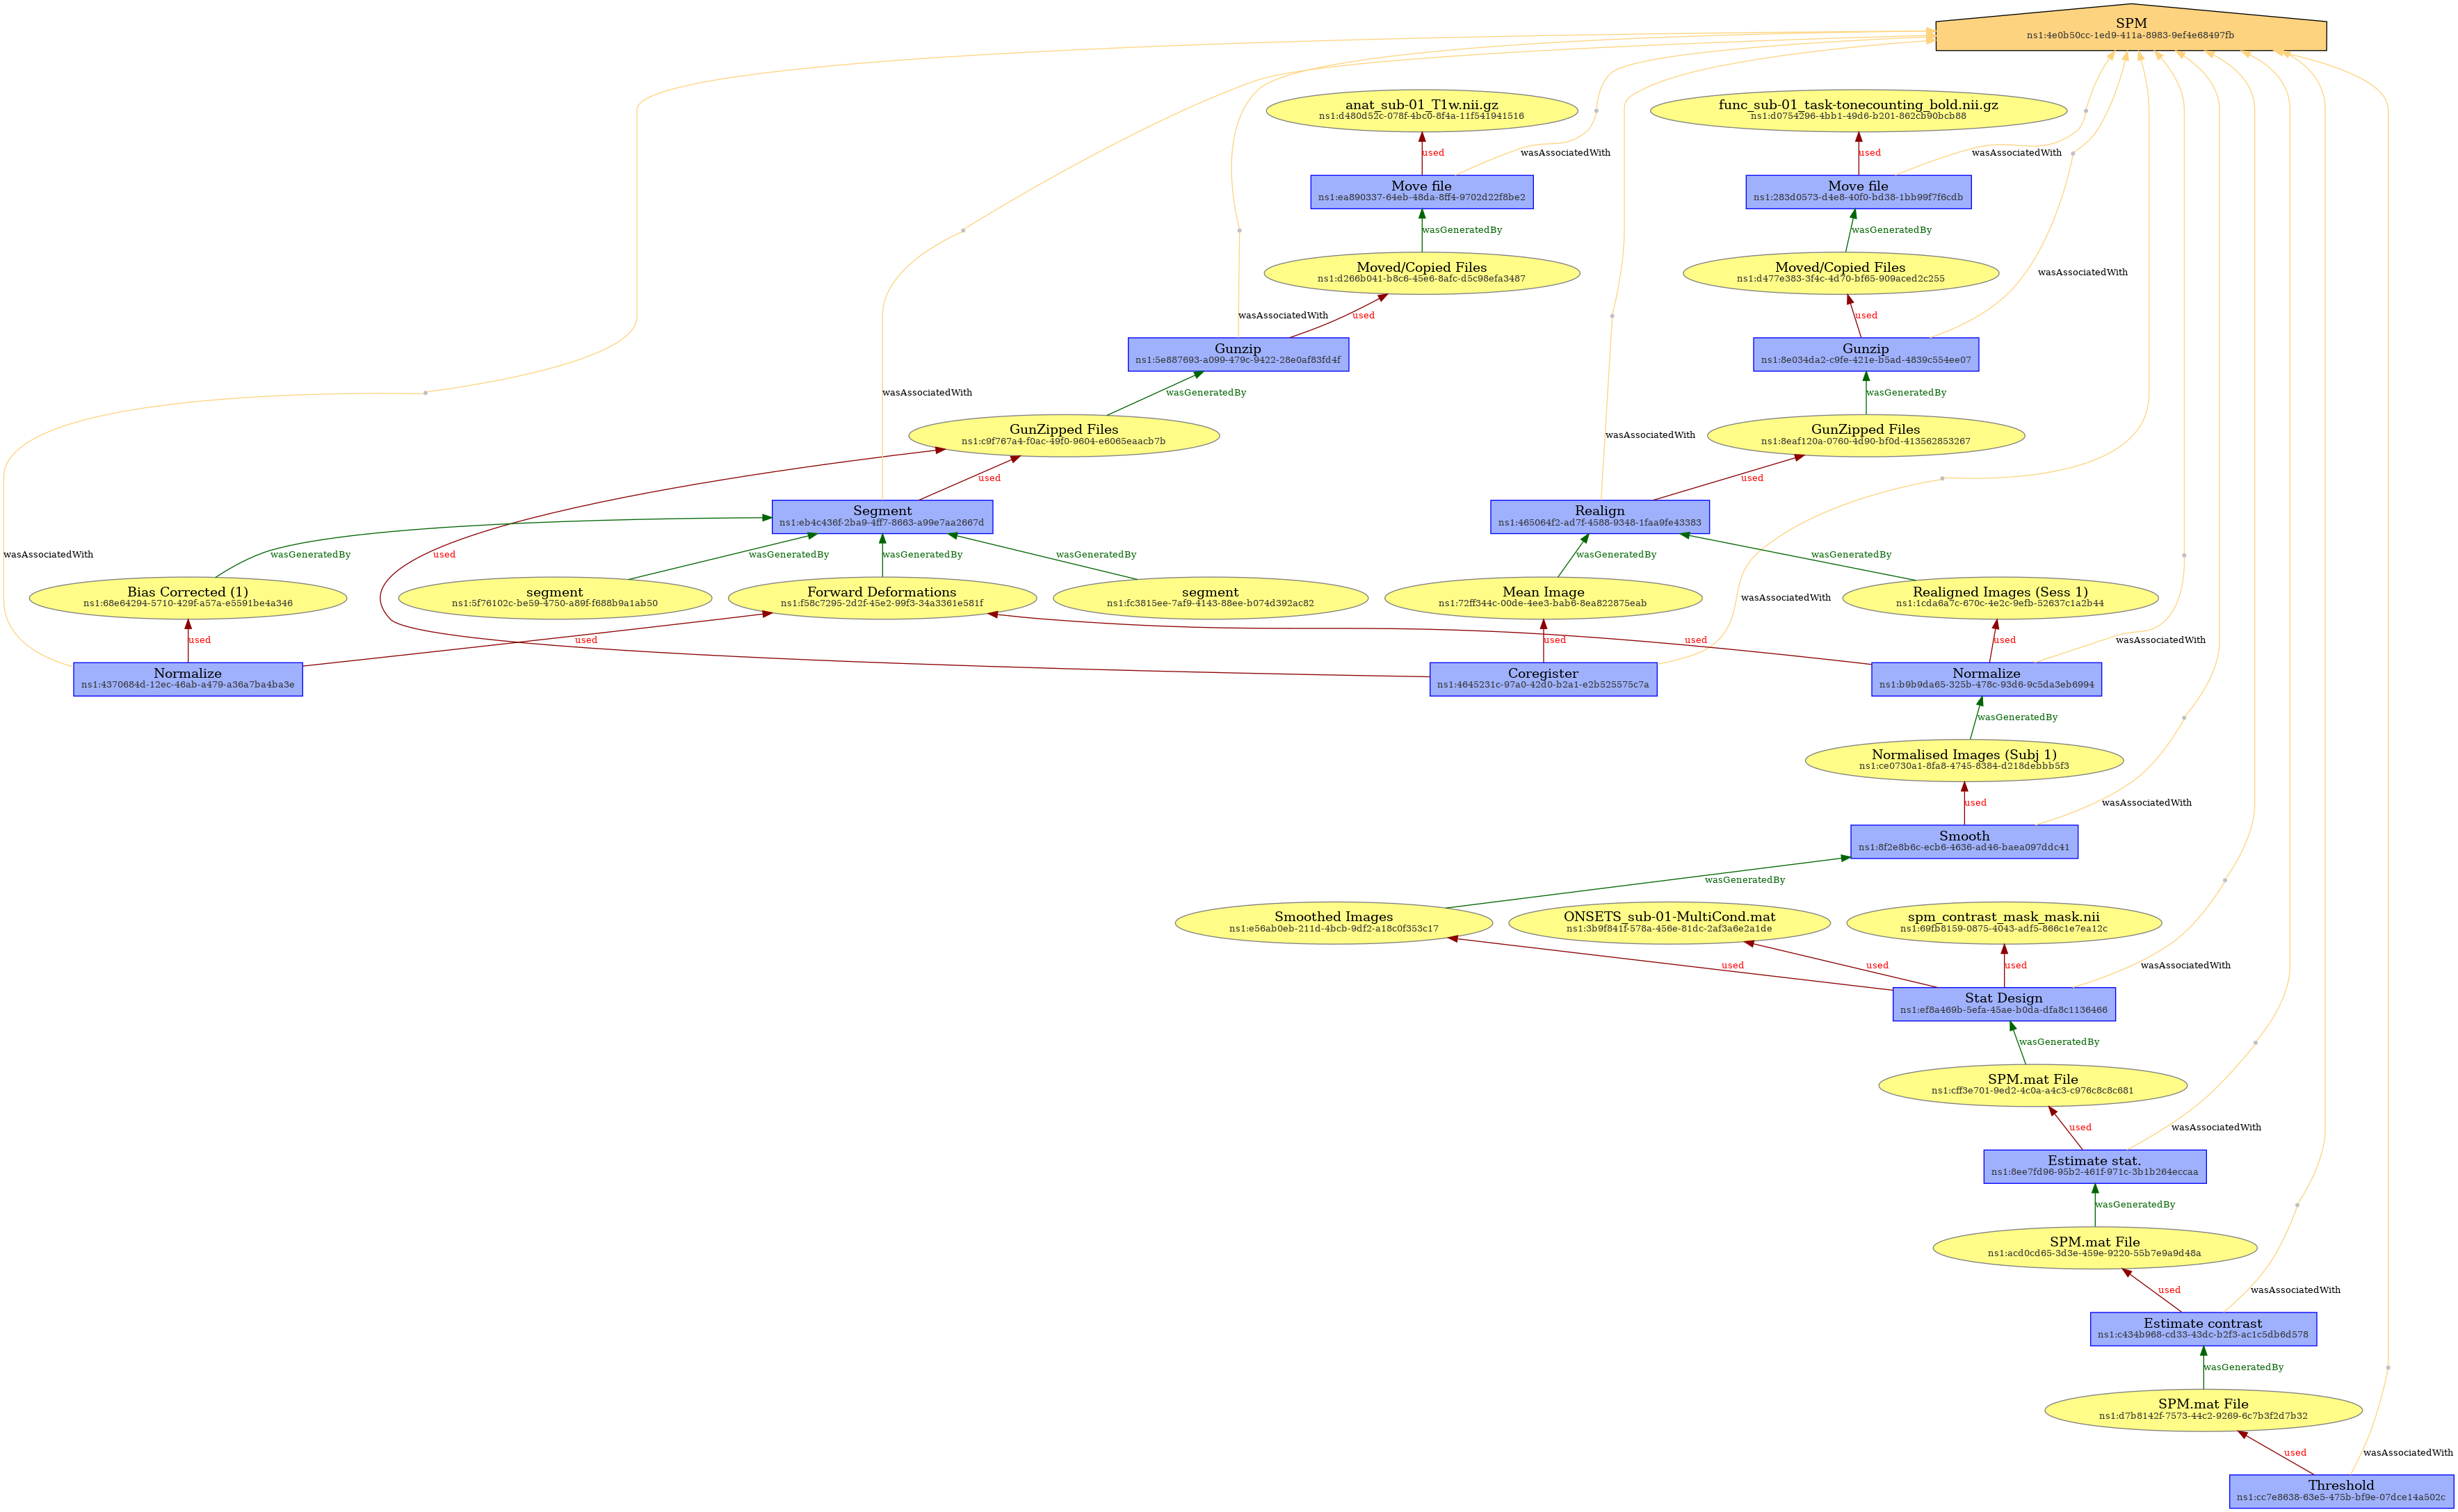 SPM
ns1:4e0b50cc-1ed9-411a-8983-9ef4e68497fb
anat_sub-01_T1w.nii.gz
ns1:d480d52c-078f-4bc0-8f4a-11f541941516
func_sub-01_task-tonecounting_bold.nii.gz
ns1:d0754296-4bb1-49d6-b201-862cb90bcb88
used
wasAssociatedWith
used
wasAssociatedWith
Move file
ns1:ea890337-64eb-48da-8ff4-9702d22f8be2
Move file
ns1:283d0573-d4e8-40f0-bd38-1bb99f7f6cdb
wasGeneratedBy
wasGeneratedBy
Moved/Copied Files
ns1:d266b041-b8c6-45e6-8afc-d5c98efa3487
Moved/Copied Files
ns1:d477e383-3f4c-4d70-bf65-909aced2c255
wasAssociatedWith
wasAssociatedWith
used
used
Gunzip
ns1:5e887693-a099-479c-9422-28e0af83fd4f
Gunzip
ns1:8e034da2-c9fe-421e-b5ad-4839c554ee07
wasAssociatedWith
wasGeneratedBy
wasGeneratedBy
GunZipped Files
ns1:c9f767a4-f0ac-49f0-9604-e6065eaacb7b
wasAssociatedWith
GunZipped Files
ns1:8eaf120a-0760-4d90-bf0d-413562853267
used
used
Segment
ns1:eb4c436f-2ba9-4ff7-8663-a99e7aa2667d
Realign
ns1:465064f2-ad7f-4588-9348-1faa9fe43383
wasAssociatedWith
wasGeneratedBy
used
wasGeneratedBy
wasGeneratedBy
wasGeneratedBy
wasGeneratedBy
wasGeneratedBy
Bias Corrected (1)
ns1:68e64294-5710-429f-a57a-e5591be4a346
segment
ns1:5f76102c-be59-4750-a89f-f688b9a1ab50
Forward Deformations
ns1:f58c7295-2d2f-45e2-99f3-34a3361e581f
segment
ns1:fc3815ee-7af9-4143-88ee-b074d392ac82
Mean Image
ns1:72ff344c-00de-4ee3-bab6-8ea822875eab
wasAssociatedWith
Realigned Images (Sess 1)
ns1:1cda6a7c-670c-4e2c-9efb-52637c1a2b44
used
used
used
used
used
wasAssociatedWith
Normalize
ns1:4370684d-12ec-46ab-a479-a36a7ba4ba3e
Coregister
ns1:4645231c-97a0-42d0-b2a1-e2b525575c7a
Normalize
ns1:b9b9da65-325b-478c-93d6-9c5da3eb6994
wasGeneratedBy
Normalised Images (Subj 1)
ns1:ce0730a1-8fa8-4745-8384-d218debbb5f3
used
wasAssociatedWith
Smooth
ns1:8f2e8b6c-ecb6-4636-ad46-baea097ddc41
wasGeneratedBy
Smoothed Images
ns1:e56ab0eb-211d-4bcb-9df2-a18c0f353c17
ONSETS_sub-01-MultiCond.mat
ns1:3b9f841f-578a-456e-81dc-2af3a6e2a1de
spm_contrast_mask_mask.nii
ns1:69fb8159-0875-4043-adf5-866c1e7ea12c
used
used
used
wasAssociatedWith
Stat Design
ns1:ef8a469b-5efa-45ae-b0da-dfa8c1136466
wasGeneratedBy
SPM.mat File
ns1:cff3e701-9ed2-4c0a-a4c3-c976c8c8c681
used
wasAssociatedWith
Estimate stat.
ns1:8ee7fd96-95b2-461f-971c-3b1b264eccaa
wasGeneratedBy
SPM.mat File
ns1:acd0cd65-3d3e-459e-9220-55b7e9a9d48a
used
wasAssociatedWith
Estimate contrast
ns1:c434b968-cd33-43dc-b2f3-ac1c5db6d578
wasGeneratedBy
SPM.mat File
ns1:d7b8142f-7573-44c2-9269-6c7b3f2d7b32
used
wasAssociatedWith
Threshold
ns1:cc7e8638-63e5-475b-bf9e-07dce14a502c